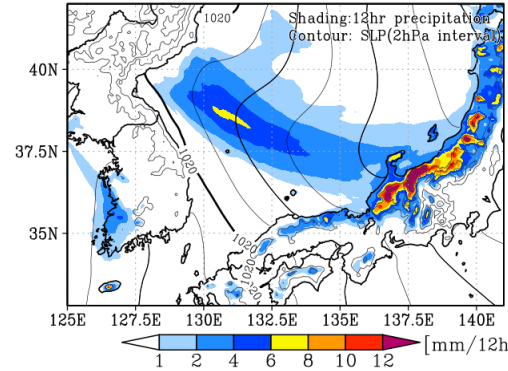 1020
Shading:12hr precipitation
Contour: SLP(2hPa interval)
40N
37.5N
1020
35N
1020
1020
1020
125E 127.5E 130E 132.5E 135E 137.5E 140E
[mm/12h
1 2 4 6 8 10 12